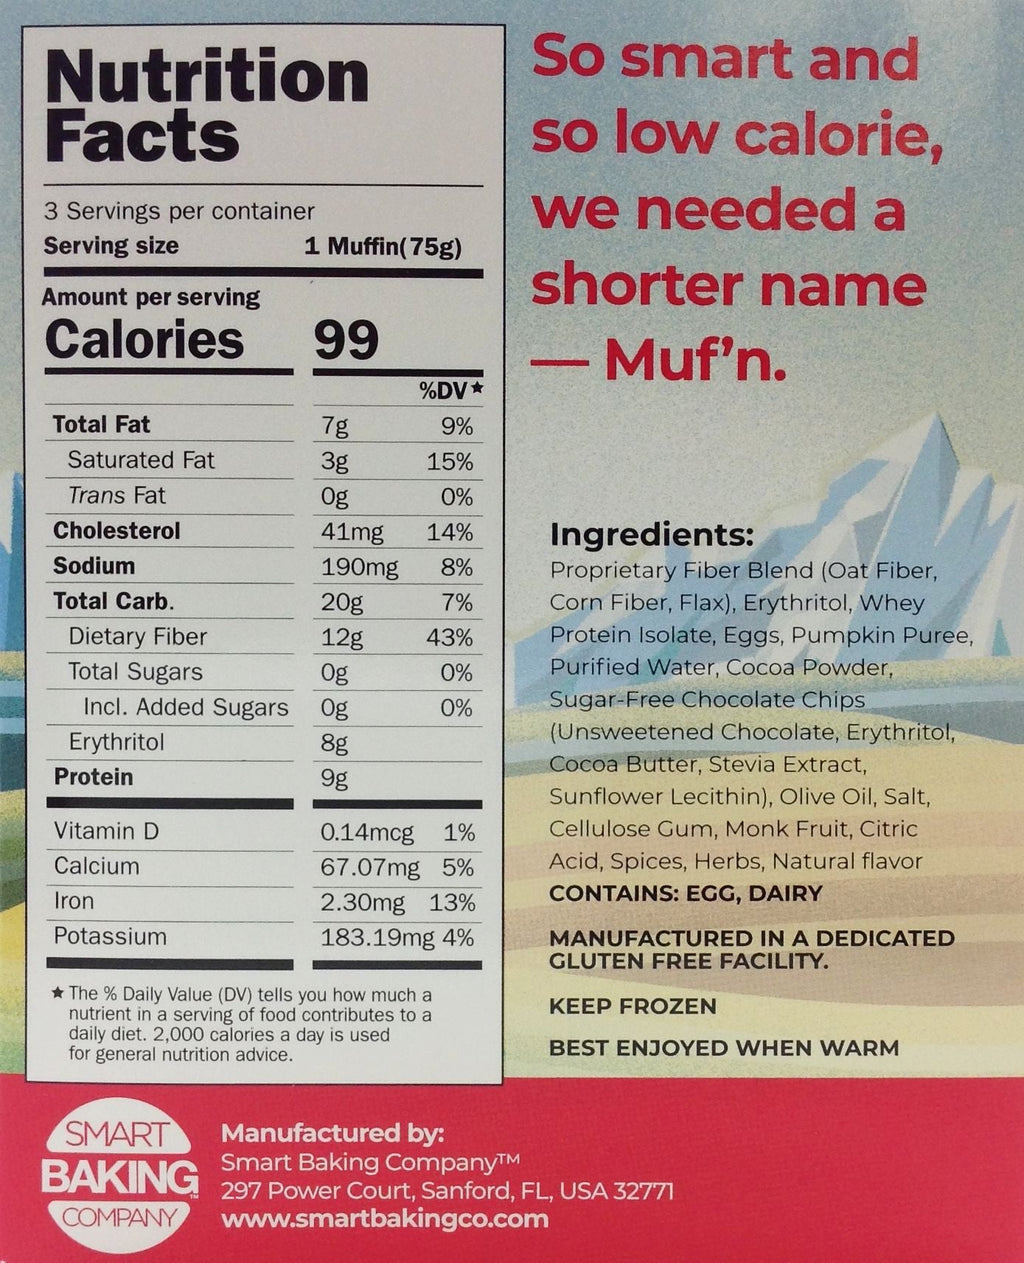 Nutrition
Facts
3 Servings per container
Serving size 1 Muffin(75g)
Amount per serving
Calories 99
%DV★
Total Fat 7g 9%
Saturated Fat 3g 15%
Trans Fat 0g 0%
Cholesterol 41mg 14%
Sodium 190mg 8%
Total Carb. 20g 7%
Dietary Fiber 12g 43%
Total Sugars 0g 0%
Incl. Added Sugars 0g 0%
Erythritol 8g
Protein 9g
Vitamin D 0.14mcg 1%
Calcium 67.07mg 5%
Iron 2.30mg 13%
Potassium 183.19mg 4%
★ The % Daily Value (DV) tells you how much a
nutrient in a serving of food contributes to a
daily diet. 2,000 calories a day is used
for general nutrition advice.
So smart and
so low calorie,
we needed a
shorter name
— Muf'n.
Ingredients:
Proprietary Fiber Blend (Oat Fiber,
Corn Fiber, Flax), Erythritol, Whey
Protein Isolate, Eggs, Pumpkin Puree,
Purified Water, Cocoa Powder,
Sugar-Free Chocolate Chips
(Unsweetened Chocolate, Erythritol,
Cocoa Butter, Stevia Extract,
Sunflower Lecithin), Olive Oil, Salt,
Cellulose Gum, Monk Fruit, Citric
Acid, Spices, Herbs, Natural flavor
CONTAINS: EGG, DAIRY
MANUFACTURED IN A DEDICATED
GLUTEN FREE FACILITY.
KEEP FROZEN
BEST ENJOYED WHEN WARM
SMART
BAKING™
COMPANY
Manufactured by:
Smart Baking Company™
297 Power Court, Sanford, FL, USA 32771
www.smartbakingco.com